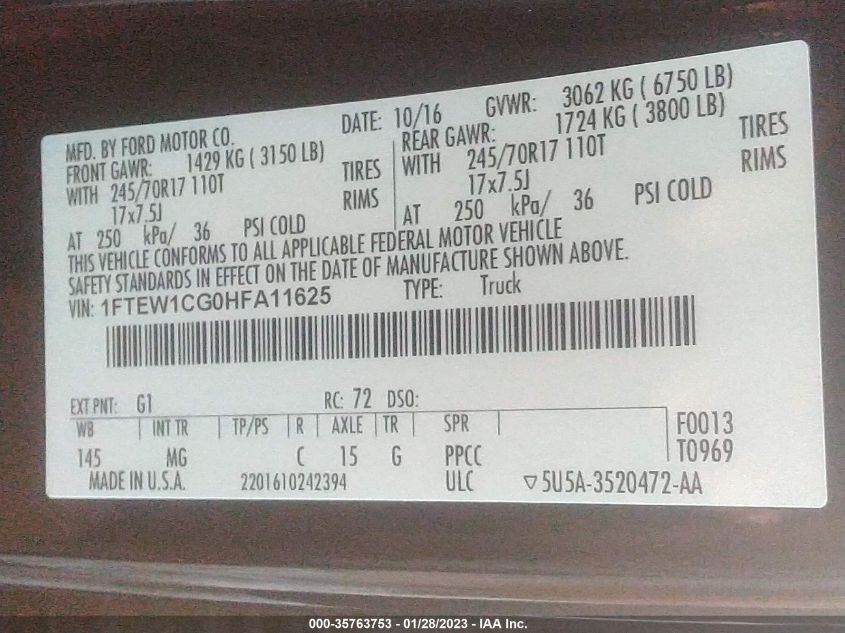 MFD. BY FORD MOTOR CO. DATE: 10/16 GVWR: 3062 KG ( 6750 LB)
FRONT GAWR: 1429 KG ( 3150 LB) REAR GAWR: 1724 KG ( 3800 LB)
WITH 245/70R17 110T TIRES WITH 245/70R17 110T TIRES
17x7.5J RIMS 17x7.5J RIMS
AT 250 kPa/ 36 PSI COLD AT 250 kPa/ 36 PSI COLD
THIS VEHICLE CONFORMS TO ALL APPLICABLE FEDERAL MOTOR VEHICLE
SAFETY STANDARDS IN EFFECT ON THE DATE OF MANUFACTURE SHOWN ABOVE.
VIN: 1FTEW1CG0HFA11625 TYPE: Truck
EXT PNT: G1 RC: 72 DSO:
WB INT TR TP/PS R AXLE TR SPR F0013
145 MG C 15 G PPCC T0969
MADE IN U.S.A. 2201610242394 ULC ▽5U5A-3520472-AA
000-35763753 - 01/28/2023 - IAA Inc.